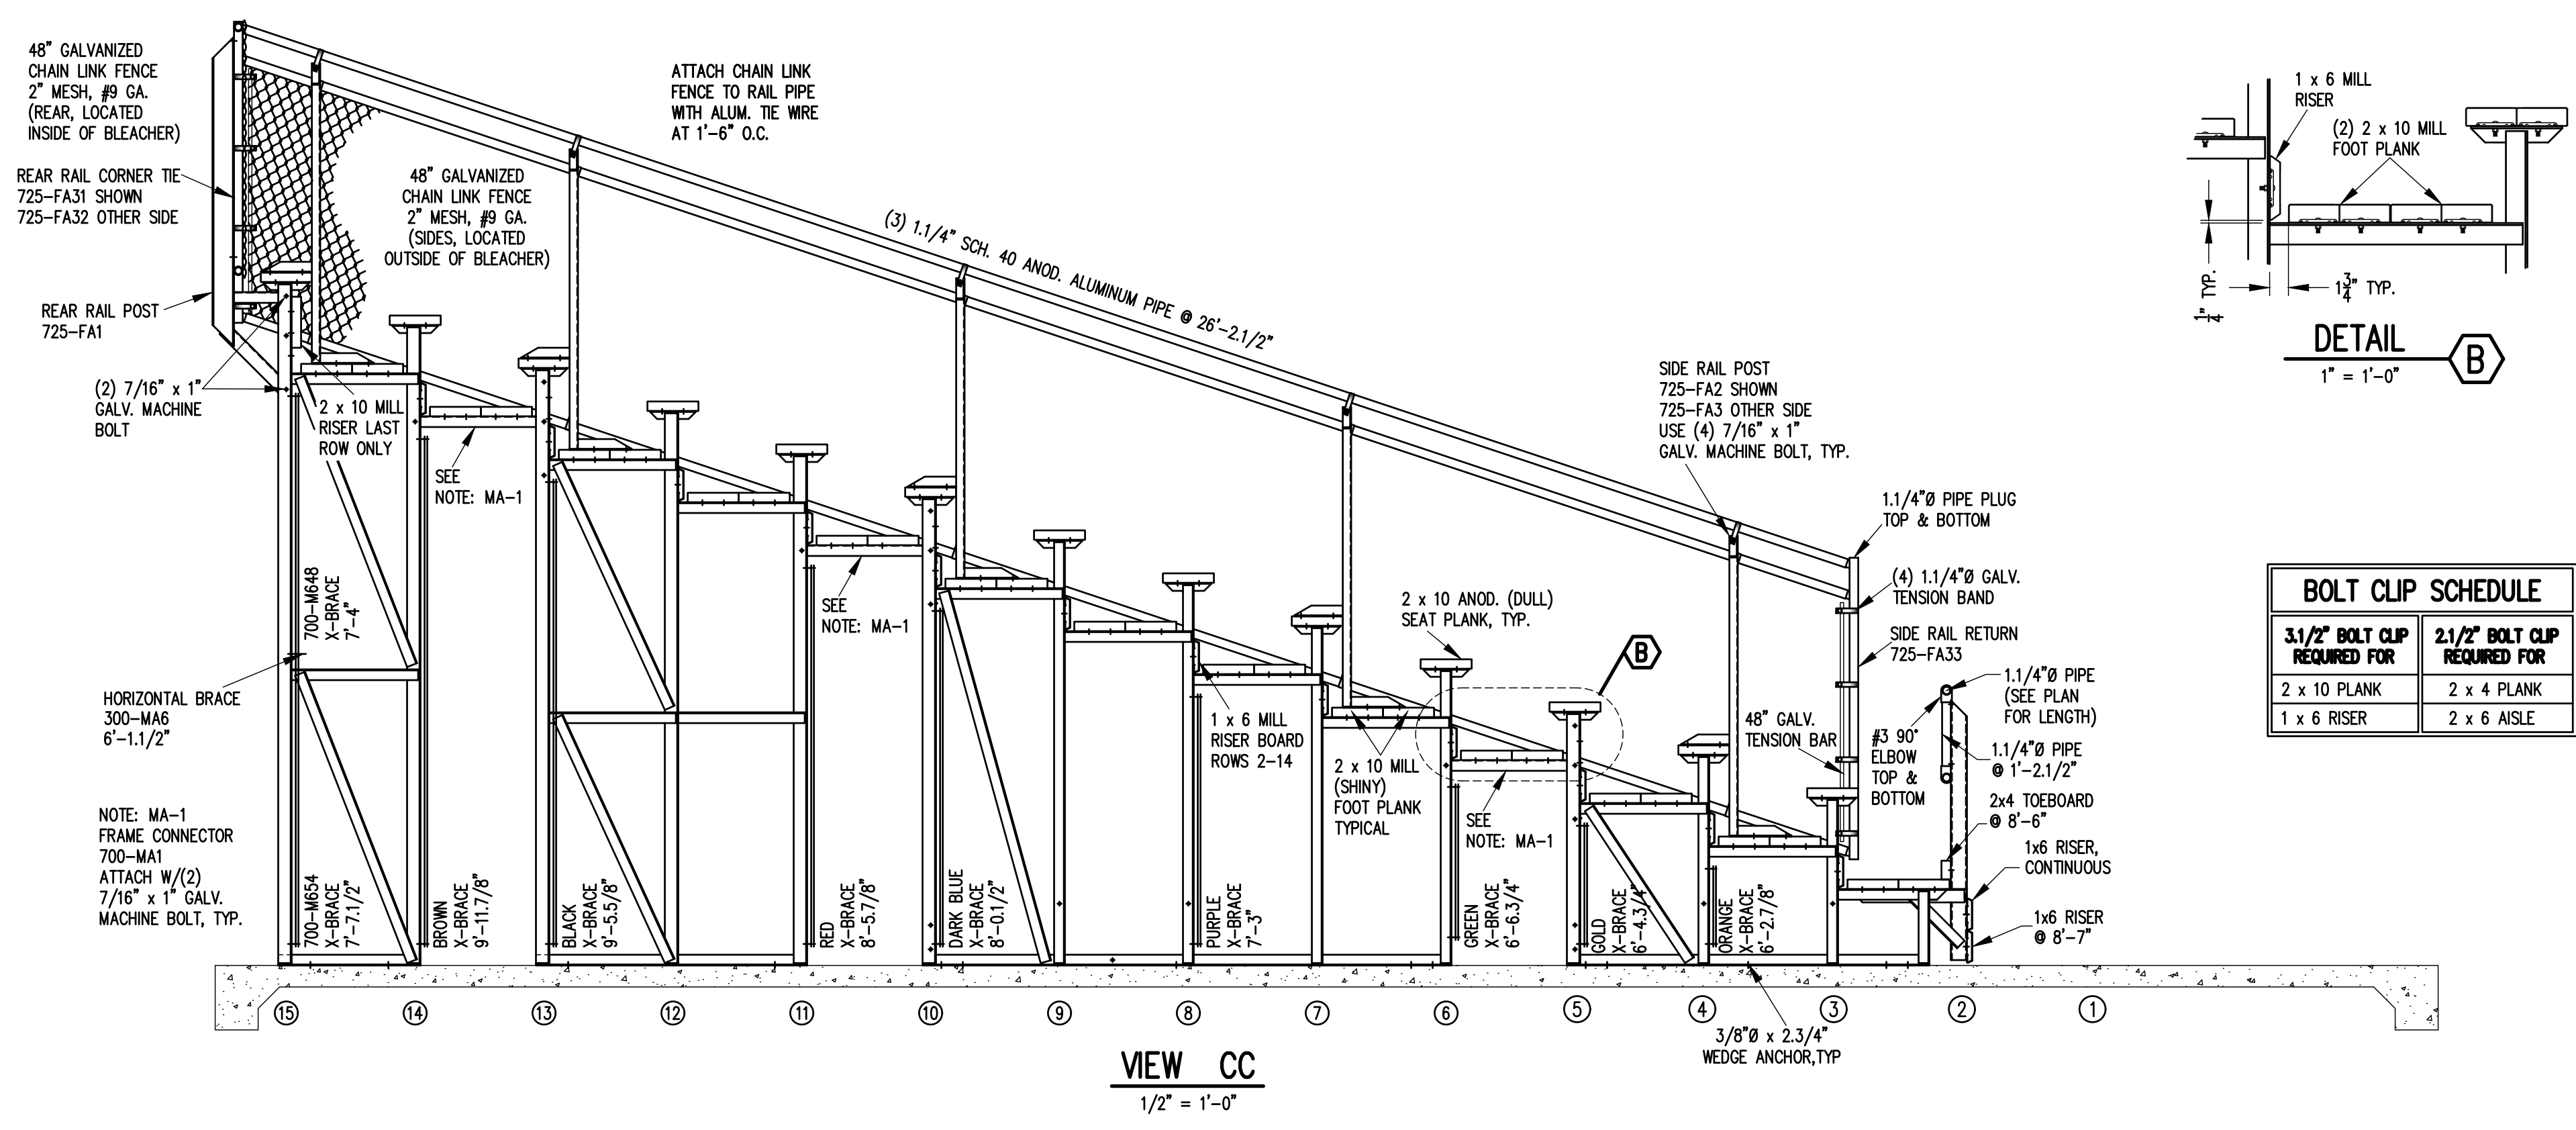 48" GALVANIZED
CHAIN LINK FENCE
2" MESH, #9 GA.
(REAR, LOCATED
INSIDE OF BLEACHER)
REAR RAIL CORNER TIE
725-FA31 SHOWN
725-FA32 OTHER SIDE
REAR RAIL POST
725-FA1
(2) 7/16" x 1"
GALV. MACHINE
BOLT
2 x 10 MILL
RISER LAST
ROW ONLY
ATTACH CHAIN LINK
FENCE TO RAIL PIPE
WITH ALUM. TIE WIRE
AT 1'-6" O.C.
48" GALVANIZED
CHAIN LINK FENCE
2" MESH, #9 GA.
(SIDES, LOCATED
OUTSIDE OF BLEACHER)
(3) 1.1/4" SCH. 40 ANOD. ALUMINUM PIPE @ 26'-2.1/2"
SEE
NOTE: MA-1
SEE
NOTE: MA-1
SEE
NOTE: MA-1
HORIZONTAL BRACE
300-MA6
6'-1.1/2"
NOTE: MA-1
FRAME CONNECTOR
700-MA1
ATTACH W/(2)
7/16" x 1" GALV.
MACHINE BOLT, TYP.
700-M648
X-BRACE
7'-4"
700-M654
X-BRACE
7'-7.1/2"
BROWN
X-BRACE
9'-11.7/8"
BLACK
X-BRACE
9'-5.5/8"
RED
X-BRACE
8'-5.7/8"
DARK BLUE
X-BRACE
8'-0.1/2"
PURPLE
X-BRACE
7'-3"
GREEN
X-BRACE
6'-6.3/4"
GOLD
X-BRACE
6'-4.3/4"
ORANGE
X-BRACE
6'-2.7/8"
1 x 6 MILL
RISER BOARD
ROWS 2-14
2 x 10 MILL
(SHINY)
FOOT PLANK
TYPICAL
2 x 10 ANOD. (DULL)
SEAT PLANK, TYP.
B
SIDE RAIL POST
725-FA2 SHOWN
725-FA3 OTHER SIDE
USE (4) 7/16" x 1"
GALV. MACHINE BOLT, TYP.
1.1/4"Ø PIPE PLUG
TOP & BOTTOM
(4) 1.1/4"Ø GALV.
TENSION BAND
SIDE RAIL RETURN
725-FA33
48" GALV.
TENSION BAR
#3 90°
ELBOW
TOP &
BOTTOM
1.1/4"Ø PIPE
(SEE PLAN
FOR LENGTH)
1.1/4"Ø PIPE
@ 1'-2.1/2"
2x4 TOEBOARD
@ 8'-6"
1x6 RISER,
CONTINUOUS
1x6 RISER
@ 8'-7"
15 14 13 12 11 10 9 8 7 6 5 4 3 2 1
3/8"Ø x 2.3/4"
WEDGE ANCHOR,TYP
VIEW CC
1/2" = 1'-0"
1 x 6 MILL
RISER
(2) 2 x 10 MILL
FOOT PLANK
1/4" TYP.
1 3/4" TYP.
DETAIL B
1" = 1'-0"
BOLT CLIP SCHEDULE
3.1/2" BOLT CLIP REQUIRED FOR
2.1/2" BOLT CLIP REQUIRED FOR
2 x 10 PLANK 2 x 4 PLANK
1 x 6 RISER 2 x 6 AISLE